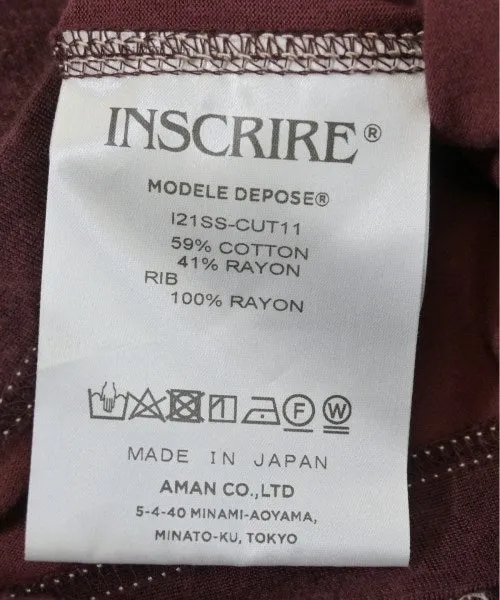 INSCRIRE®
MODELE DEPOSE®
I21SS-CUT11
59% COTTON
41% RAYON
RIB
100% RAYON
F W
MADE IN JAPAN
AMAN CO.,LTD
5-4-40 MINAMI-AOYAMA,
MINATO-KU, TOKYO